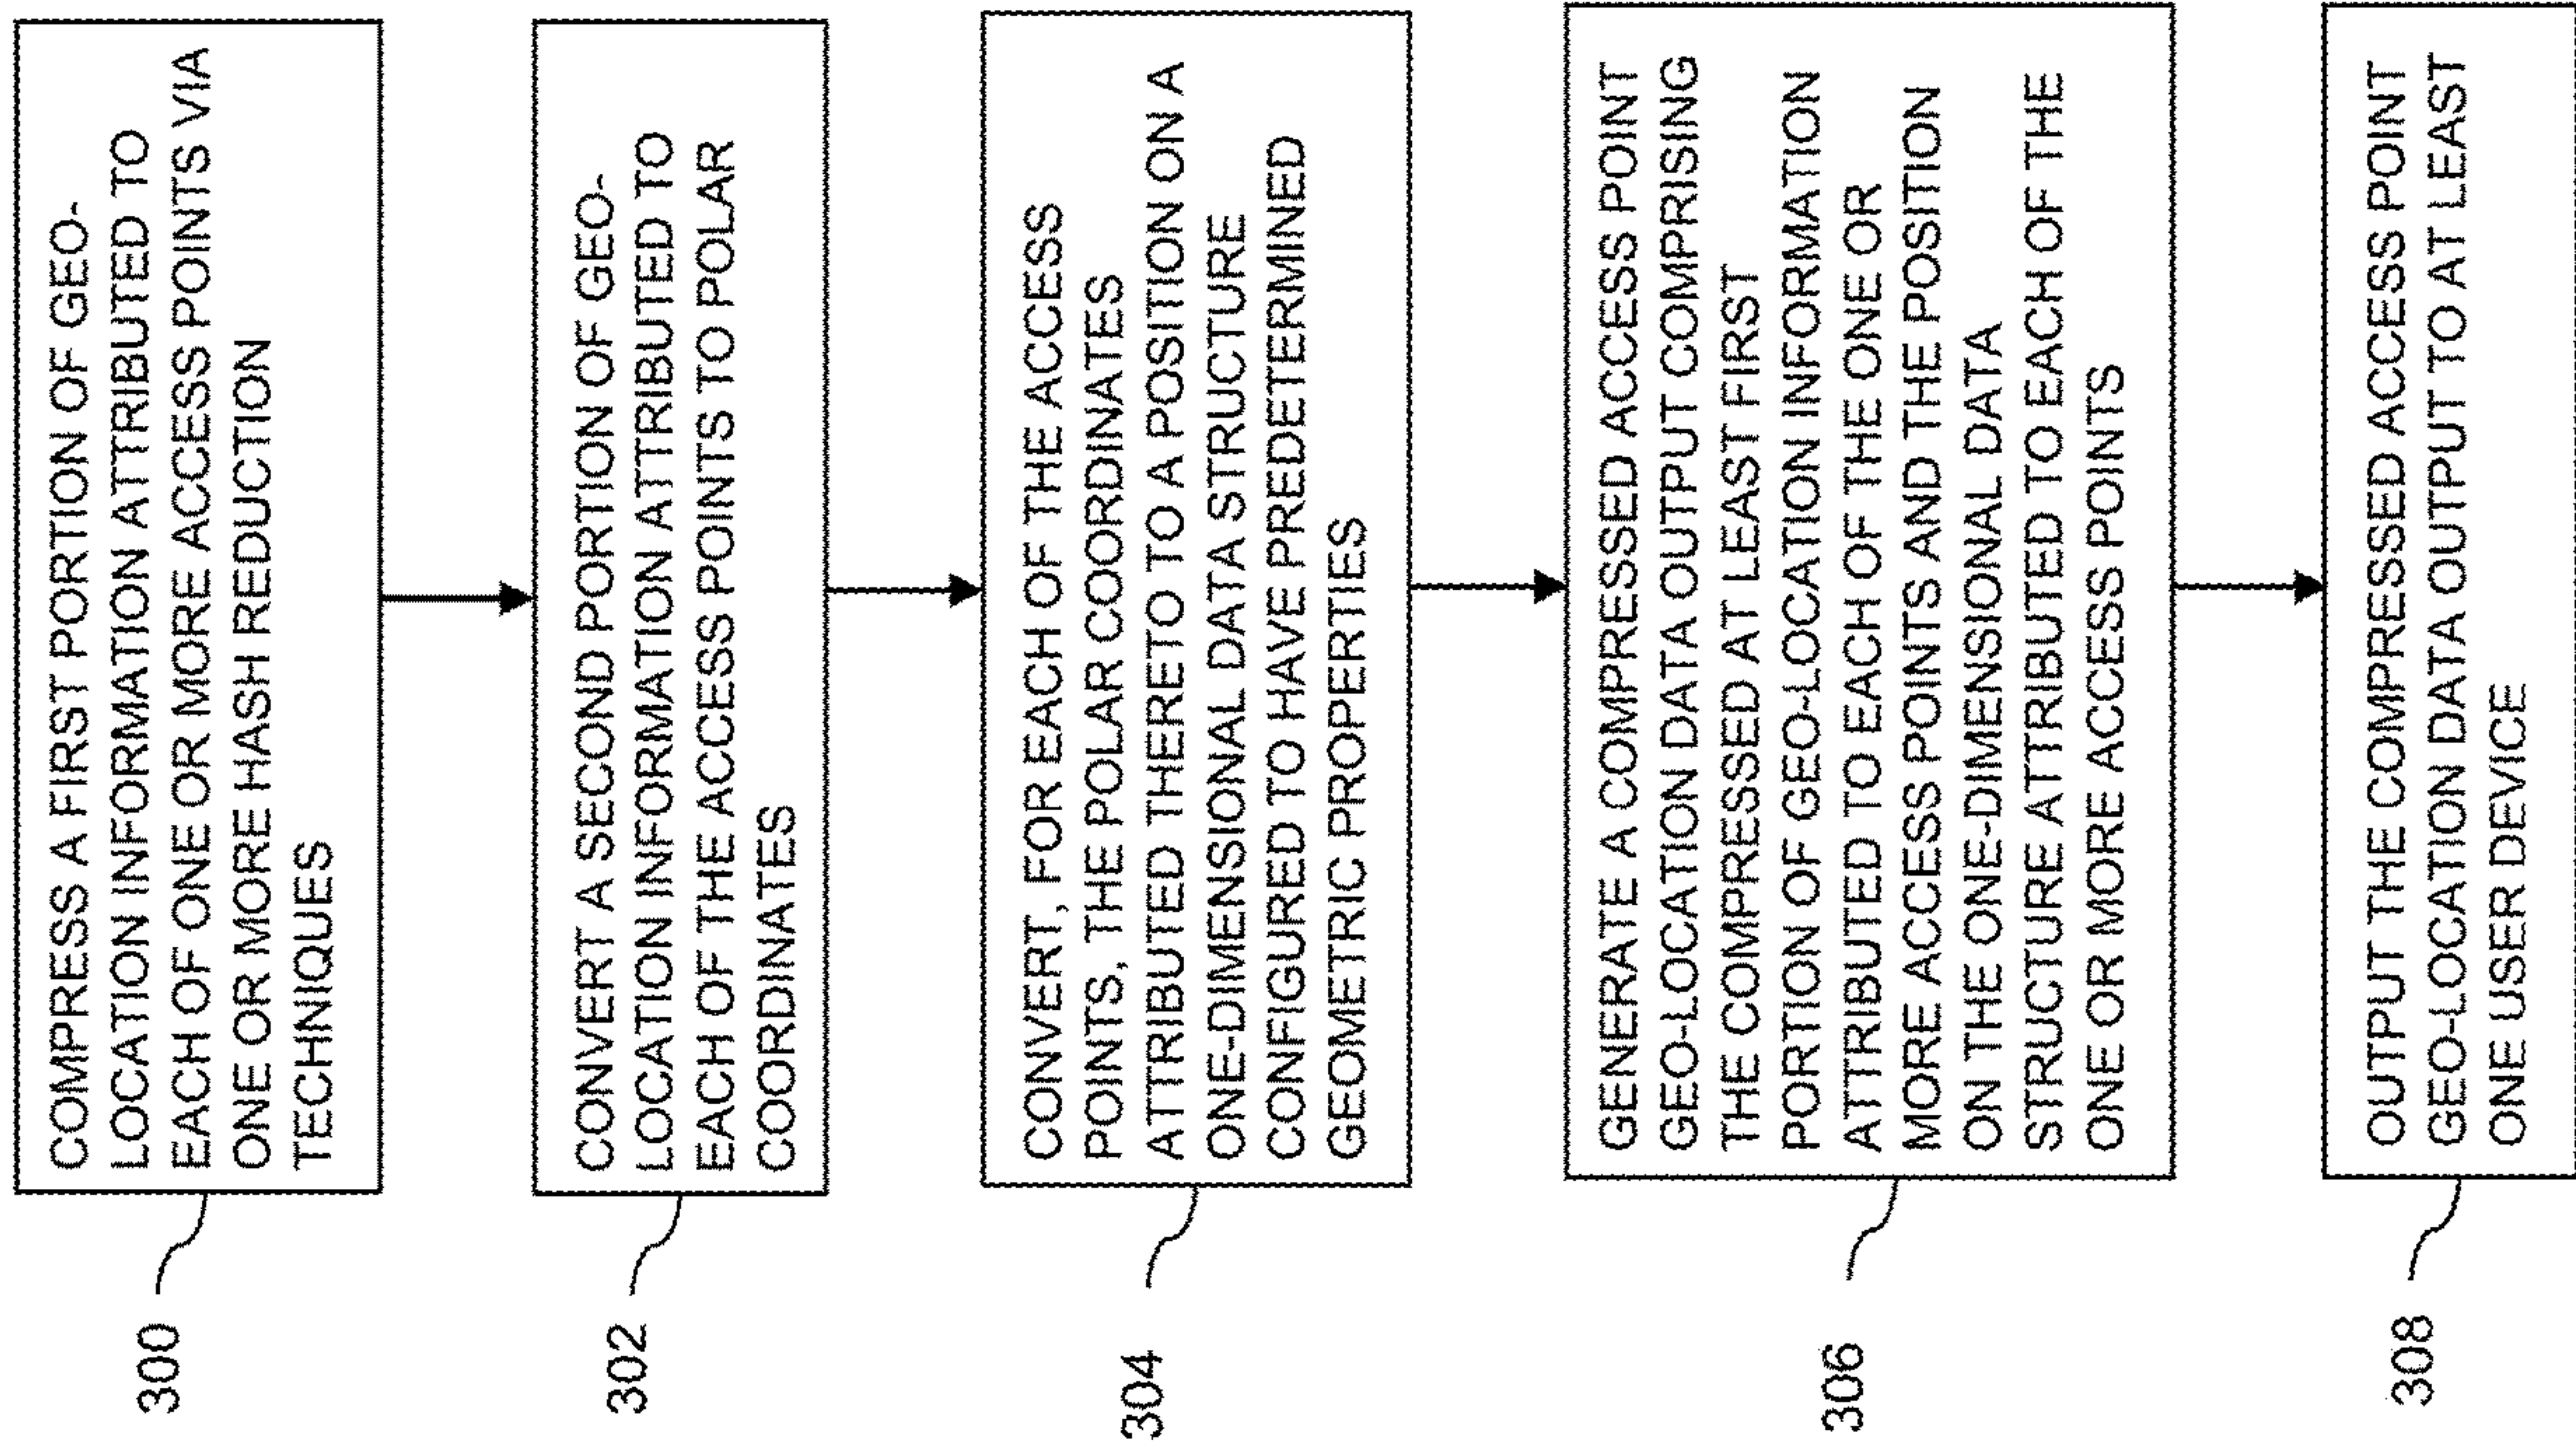 300
COMPRESS A FIRST PORTION OF GEO-
LOCATION INFORMATION ATTRIBUTED TO
EACH OF ONE OR MORE ACCESS POINTS VIA
ONE OR MORE HASH REDUCTION
TECHNIQUES
302
CONVERT A SECOND PORTION OF GEO-
LOCATION INFORMATION ATTRIBUTED TO
EACH OF THE ACCESS POINTS TO POLAR
COORDINATES
304
CONVERT, FOR EACH OF THE ACCESS
POINTS, THE POLAR COORDINATES
ATTRIBUTED THERETO TO A POSITION ON A
ONE-DIMENSIONAL DATA STRUCTURE
CONFIGURED TO HAVE PREDETERMINED
GEOMETRIC PROPERTIES
306
GENERATE A COMPRESSED ACCESS POINT
GEO-LOCATION DATA OUTPUT COMPRISING
THE COMPRESSED AT LEAST FIRST
PORTION OF GEO-LOCATION INFORMATION
ATTRIBUTED TO EACH OF THE ONE OR
MORE ACCESS POINTS AND THE POSITION
ON THE ONE-DIMENSIONAL DATA
STRUCTURE ATTRIBUTED TO EACH OF THE
ONE OR MORE ACCESS POINTS
308
OUTPUT THE COMPRESSED ACCESS POINT
GEO-LOCATION DATA OUTPUT TO AT LEAST
ONE USER DEVICE